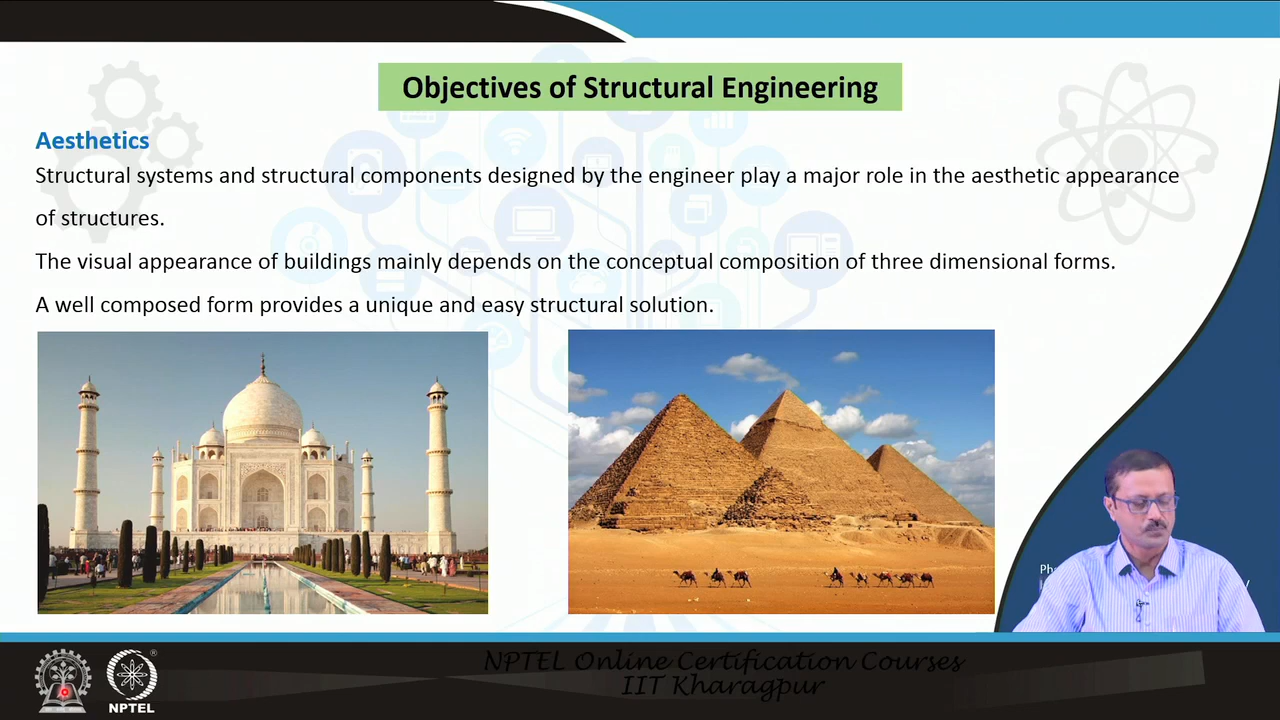 Objectives of Structural Engineering
Aesthetics
Structural systems and structural components designed by the engineer play a major role in the aesthetic appearance
of structures.
The visual appearance of buildings mainly depends on the conceptual composition of three dimensional forms.
A well composed form provides a unique and easy structural solution.
NPTEL Online Certification Courses
IIT Kharagpur
NPTEL